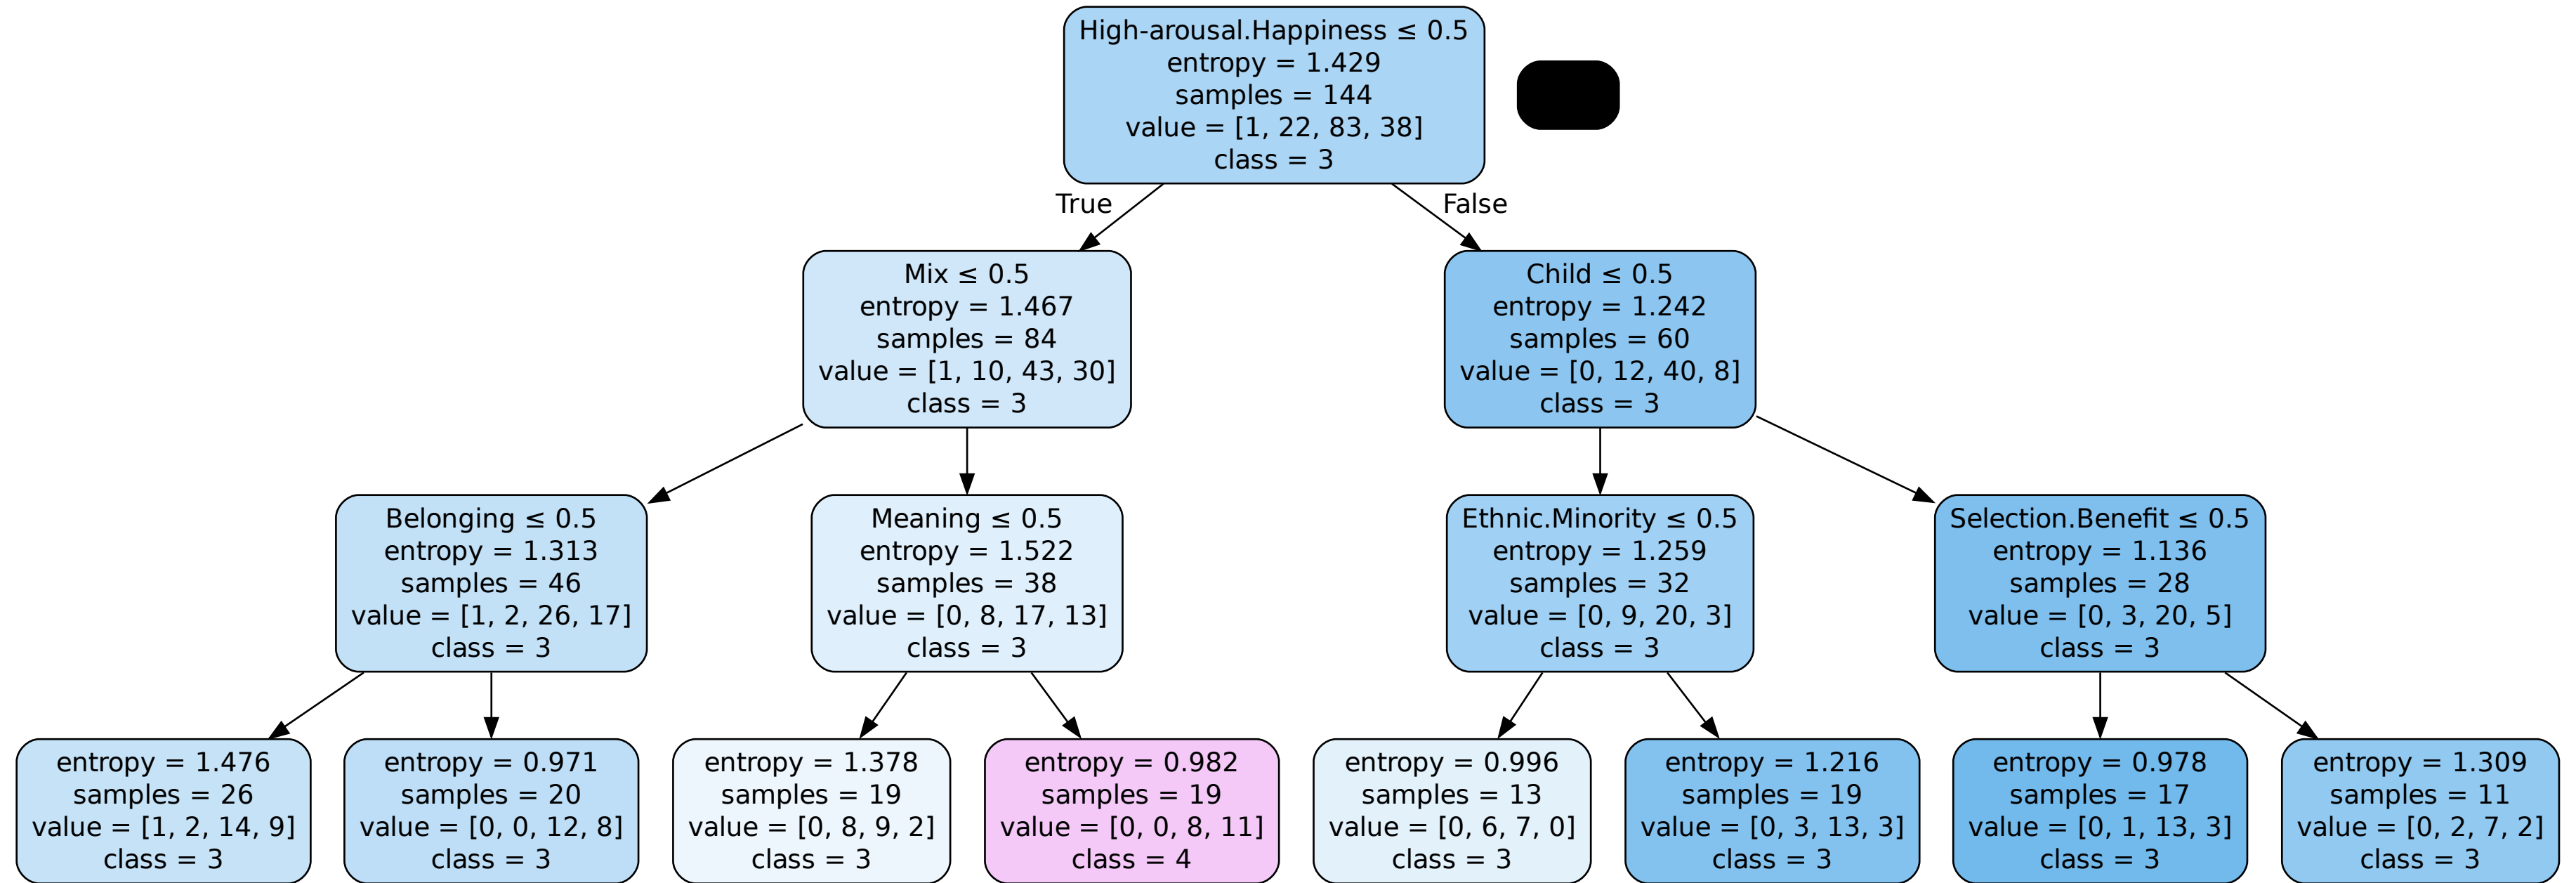 High-arousal.Happiness ≤ 0.5
entropy = 1.429
samples = 144
value = [1, 22, 83, 38]
class = 3
True
False
Mix ≤ 0.5
entropy = 1.467
samples = 84
value = [1, 10, 43, 30]
class = 3
Child ≤ 0.5
entropy = 1.242
samples = 60
value = [0, 12, 40, 8]
class = 3
Belonging ≤ 0.5
entropy = 1.313
samples = 46
value = [1, 2, 26, 17]
class = 3
Meaning ≤ 0.5
entropy = 1.522
samples = 38
value = [0, 8, 17, 13]
class = 3
Ethnic.Minority ≤ 0.5
entropy = 1.259
samples = 32
value = [0, 9, 20, 3]
class = 3
Selection.Benefit ≤ 0.5
entropy = 1.136
samples = 28
value = [0, 3, 20, 5]
class = 3
entropy = 1.476
samples = 26
value = [1, 2, 14, 9]
class = 3
entropy = 0.971
samples = 20
value = [0, 0, 12, 8]
class = 3
entropy = 1.378
samples = 19
value = [0, 8, 9, 2]
class = 3
entropy = 0.982
samples = 19
value = [0, 0, 8, 11]
class = 4
entropy = 0.996
samples = 13
value = [0, 6, 7, 0]
class = 3
entropy = 1.216
samples = 19
value = [0, 3, 13, 3]
class = 3
entropy = 0.978
samples = 17
value = [0, 1, 13, 3]
class = 3
entropy = 1.309
samples = 11
value = [0, 2, 7, 2]
class = 3